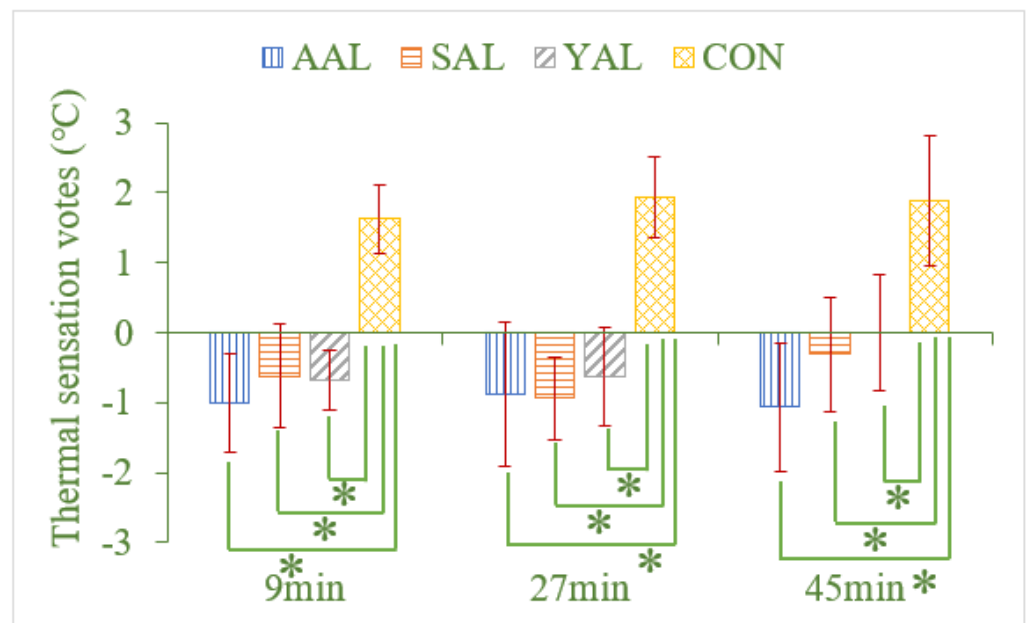 AAL SAL YAL CON
Thermal sensation votes (°C)
3
2
1
0
-1
-2
-3
* * *
* * *
* * *
9min 27min 45min